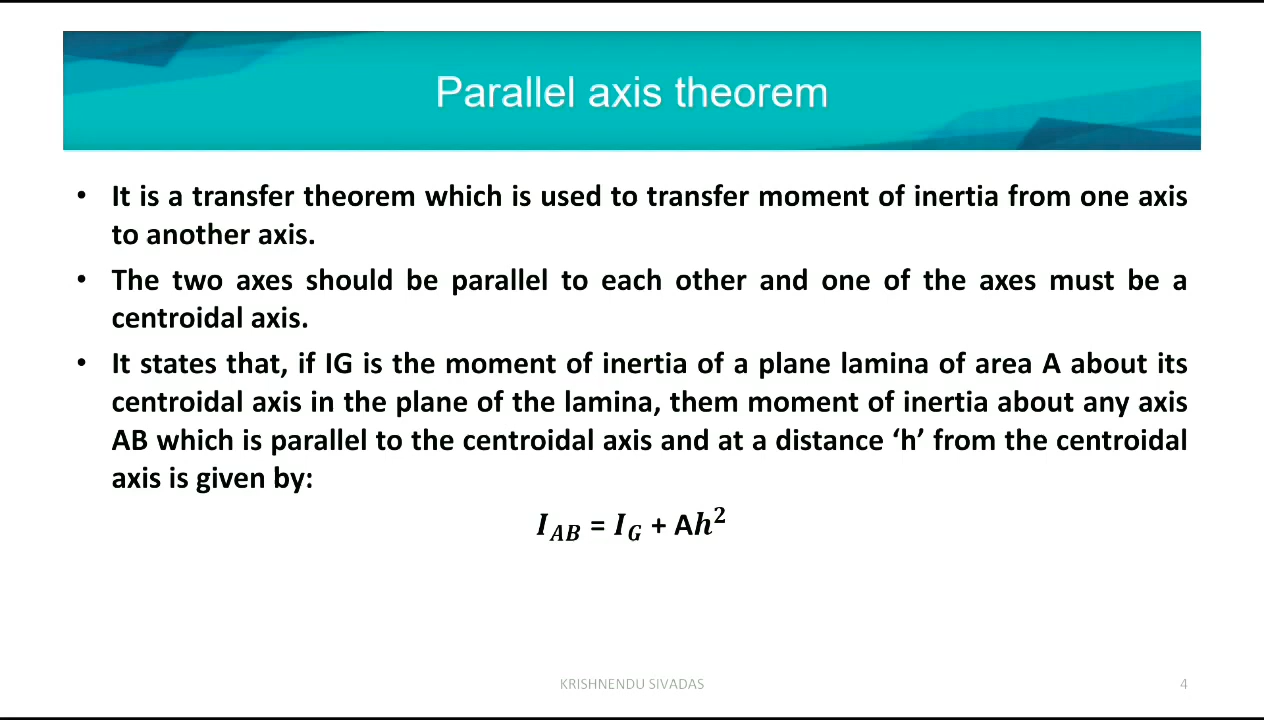 Parallel axis theorem
• It is a transfer theorem which is used to transfer moment of inertia from one axis
to another axis.
• The two axes should be parallel to each other and one of the axes must be a
centroidal axis.
• It states that, if IG is the moment of inertia of a plane lamina of area A about its
centroidal axis in the plane of the lamina, them moment of inertia about any axis
AB which is parallel to the centroidal axis and at a distance ‘h’ from the centroidal
axis is given by:
I_AB = I_G + Ah²
KRISHNENDU SIVADAS
4